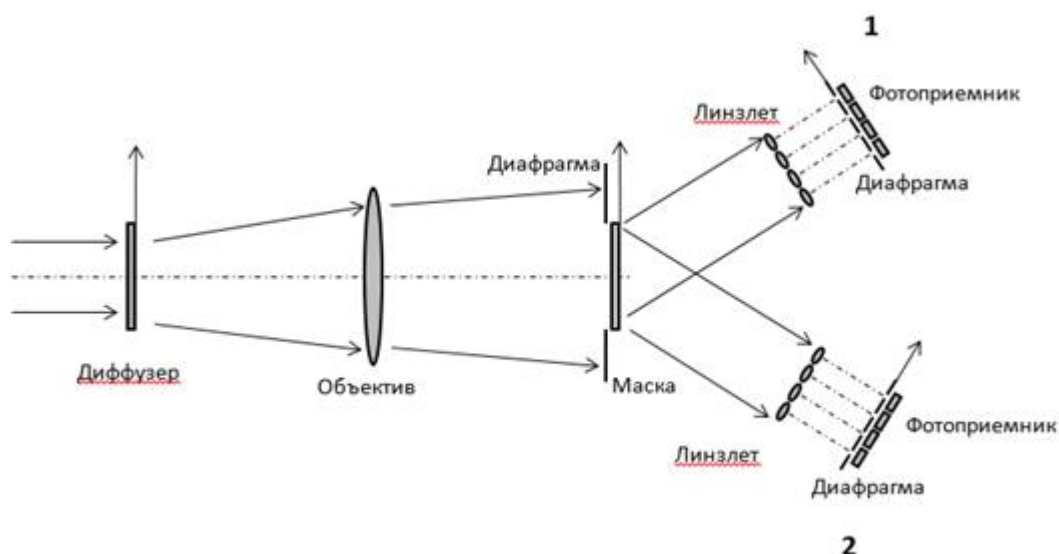 1
Фотоприемник
Линзлет
Диафрагма
Диафрагма
Диффузер
Объектив
Маска
Фотоприемник
Линзлет
Диафрагма
2